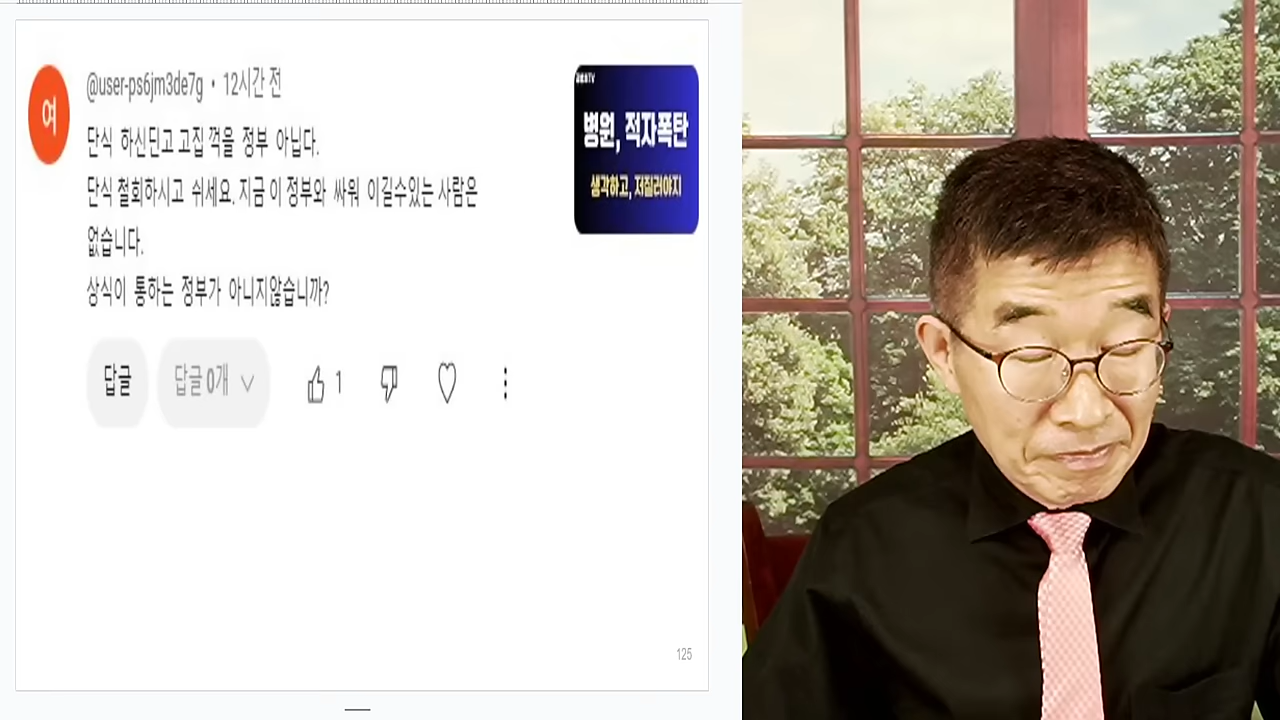 여
@user-ps6jm3de7g • 12시간 전
단식 하신딘고 고집 꺽을 정부 아닙다.
단식 철회하시고 쉬세요. 지금 이 정부와 싸워 이길수있는 사람은
없습니다.
상식이 통하는 정부가 아니지않습니까?
답글
답글 0개
1
병원, 적자폭탄
생각하고, 저질러야지
125